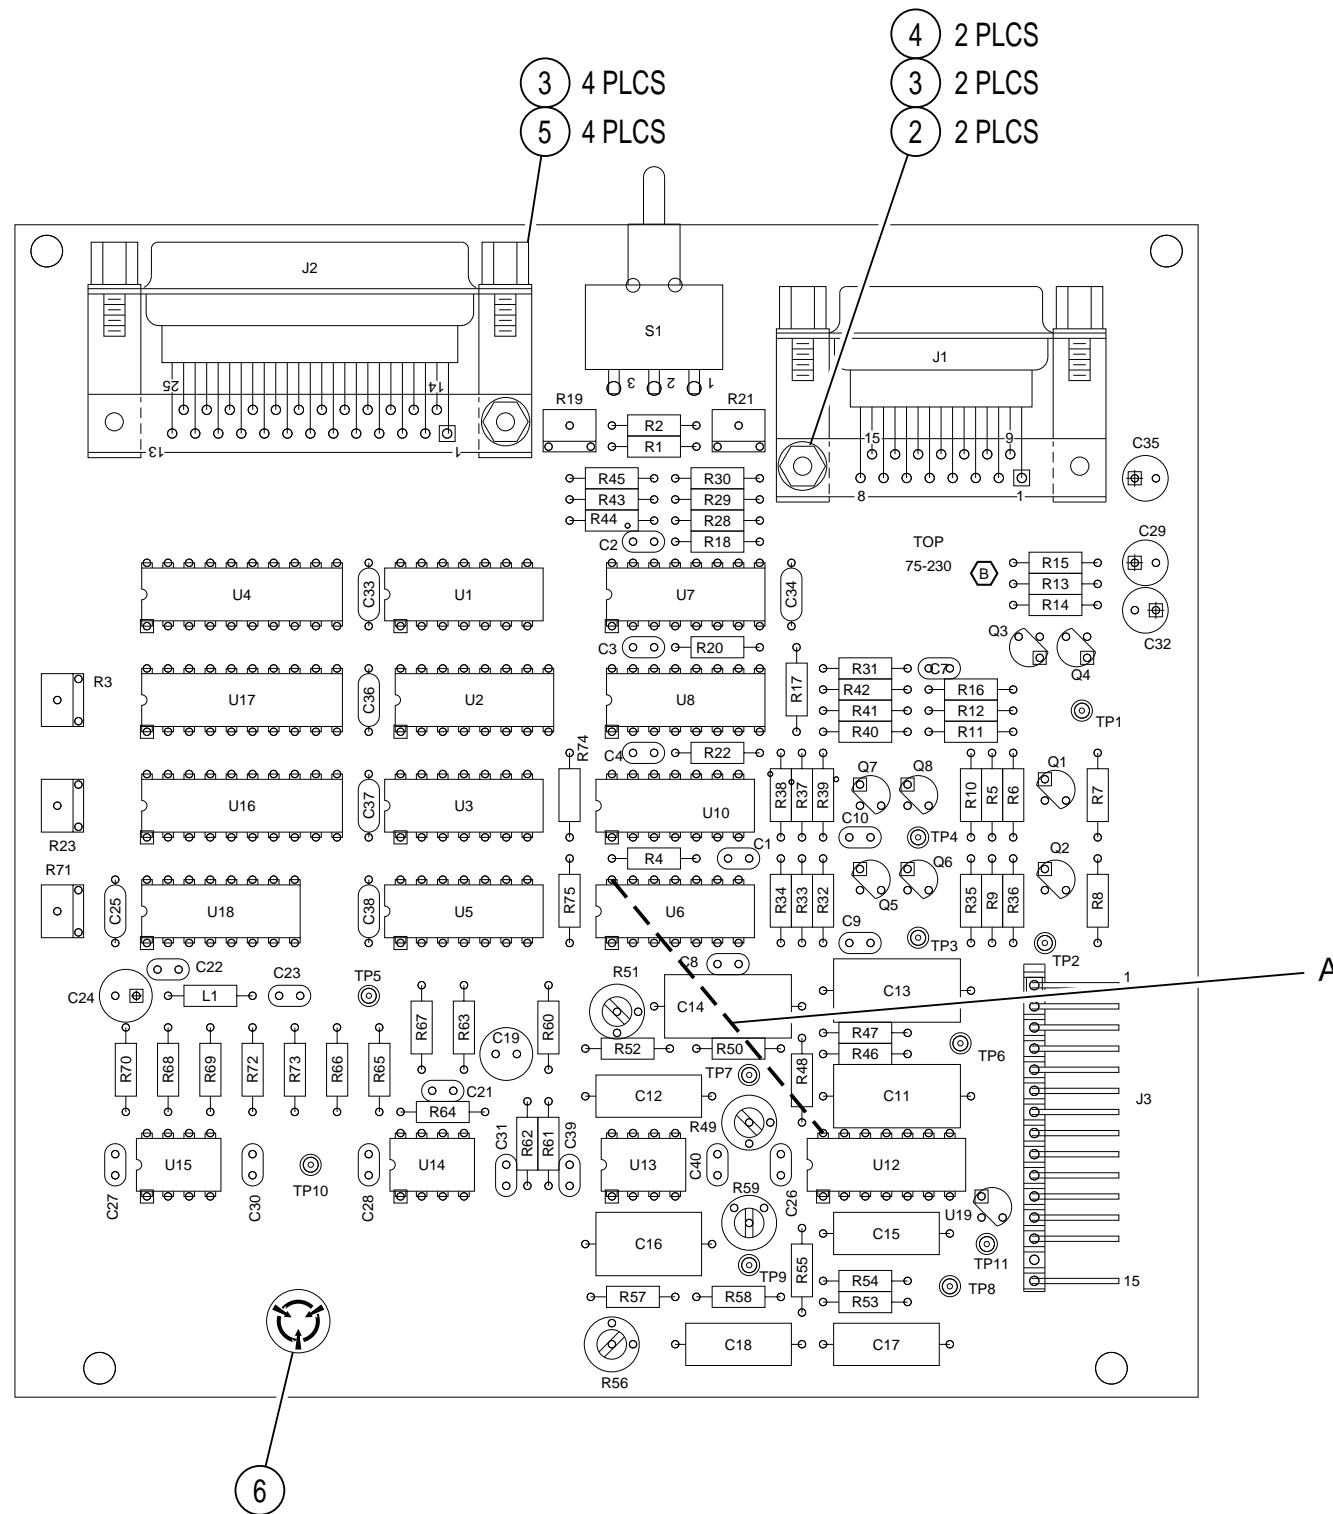 4 2 PLCS
3 4 PLCS
3 2 PLCS
5 4 PLCS
2 2 PLCS
J2
S1
J1
25
14
3 2 1
R19
R21
R2
R1
13
1
15
9
8
1
C35
R45
R30
R43
R29
R44
R28
C2
R18
TOP
75-230
B
C29
R15
R13
R14
C32
U4
C33
U1
U7
C34
C3
R20
Q3
Q4
R3
U17
C36
U2
U8
R17
R31
C7
R42
R16
R41
R12
R40
R11
TP1
R74
C4
R22
R23
U16
C37
U3
U10
R38
R37
R39
Q7
Q8
C10
TP4
R10
R5
R6
Q1
R7
R4
C1
R71
C25
U18
C38
U5
R75
U6
R34
R33
R32
Q5
Q6
C9
TP3
R35
R9
R36
Q2
TP2
R8
C24
C22
L1
C23
TP5
R51
C8
C14
C13
A
1
R67
R63
C19
R60
R52
R50
R47
R46
TP6
R70
R68
R69
R72
R73
R66
R65
C21
R64
TP7
R48
C12
C11
J3
R49
C31
R62
R61
C39
C27
U15
C30
TP10
C28
U14
U13
C40
C26
U12
R59
U19
C16
C15
TP11
TP9
R55
R54
R53
TP8
15
R57
R58
R56
C18
C17
6